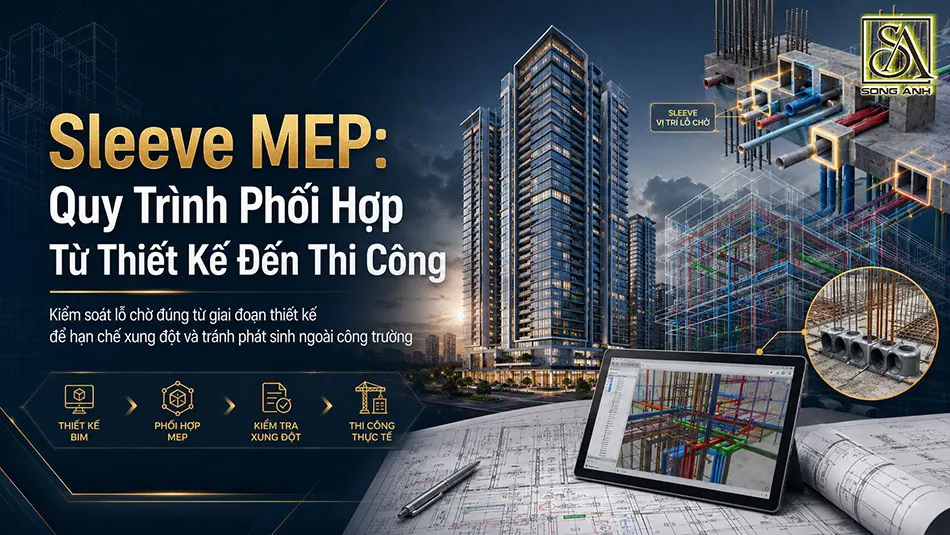 SA
SONG ANH
SLEEVE
VỊ TRÍ LỖ CHỜ
Sleeve MEP:
Quy Trình Phối Hợp
Từ Thiết Kế Đến Thi Công
Kiểm soát lỗ chờ đúng từ giai đoạn thiết kế
để hạn chế xung đột và tránh phát sinh ngoài công trường
THIẾT KẾ
BIM
PHỐI HỢP
MEP
KIỂM TRA
XUNG ĐỘT
THI CÔNG
THỰC TẾ